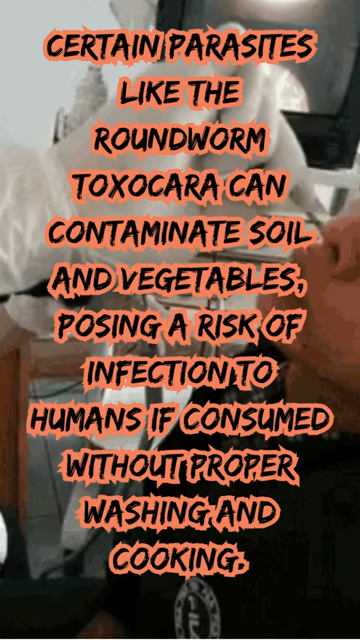 CERTAIN PARASITES
LIKE THE
ROUNDWORM
TOXOCARA CAN
CONTAMINATE SOIL
AND VEGETABLES,
POSING A RISK OF
INFECTION TO
HUMANS IF CONSUMED
WITHOUT PROPER
WASHING AND
COOKING.